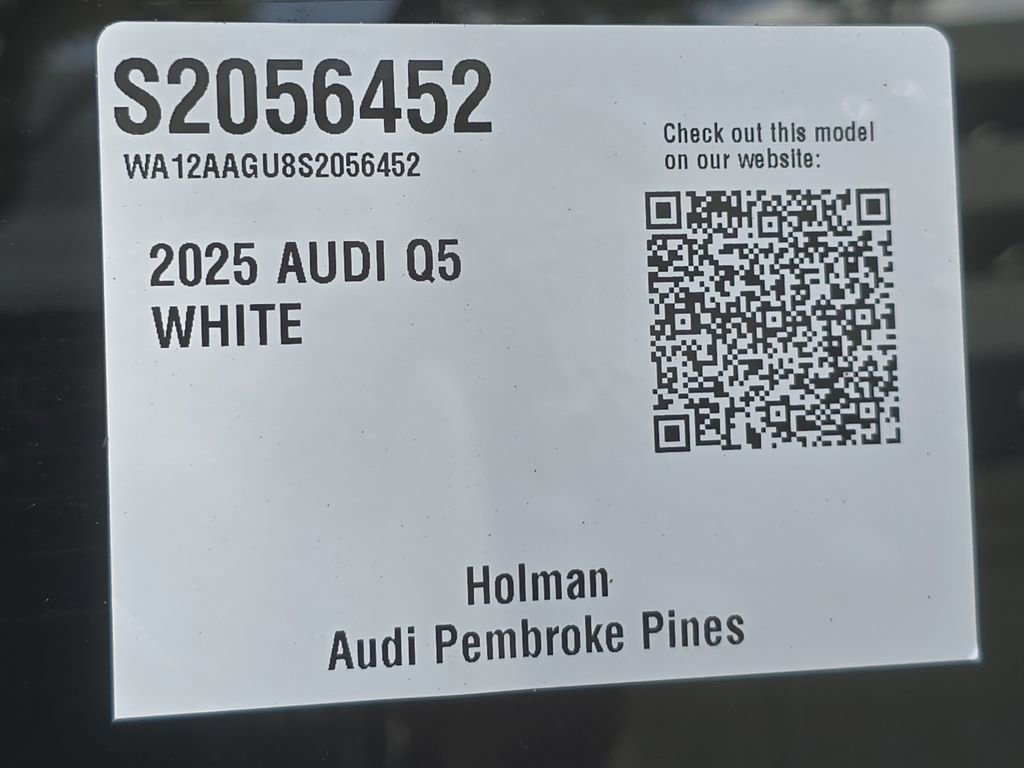 S2056452
WA12AAGU8S2056452
Check out this model
on our website:
2025 AUDI Q5
WHITE
Holman
Audi Pembroke Pines